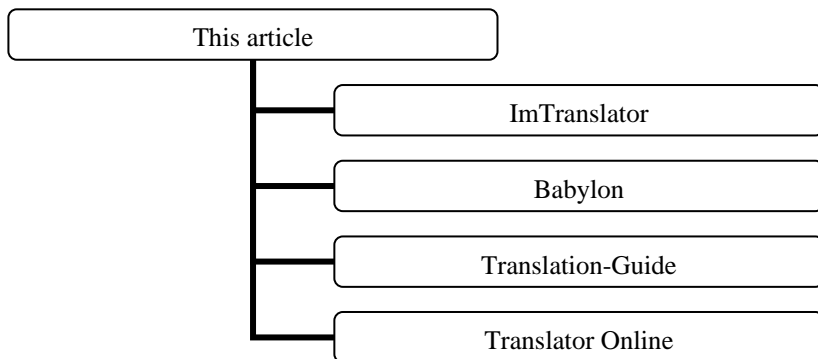 This article
ImTranslator
Babylon
Translation-Guide
Translator Online